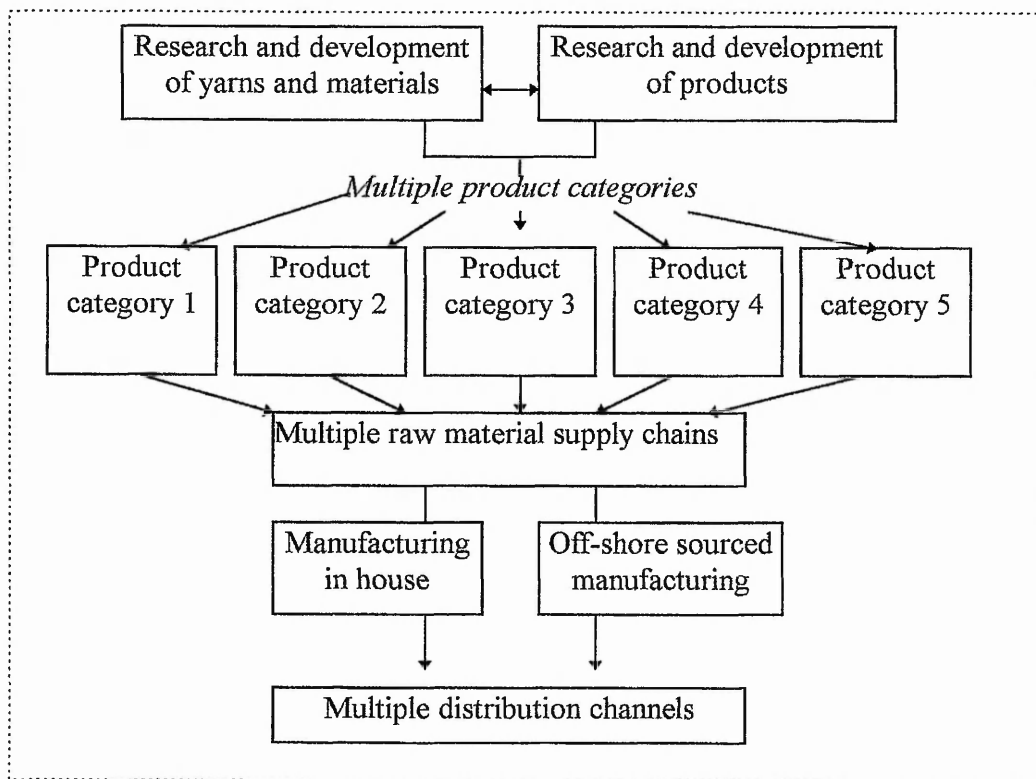 Research and development
of yarns and materials
Research and development
of products
Multiple product categories
Product
category 1
Product
category 2
Product
category 3
Product
category 4
Product
category 5
Multiple raw material supply chains
Manufacturing
in house
Off-shore sourced
manufacturing
Multiple distribution channels